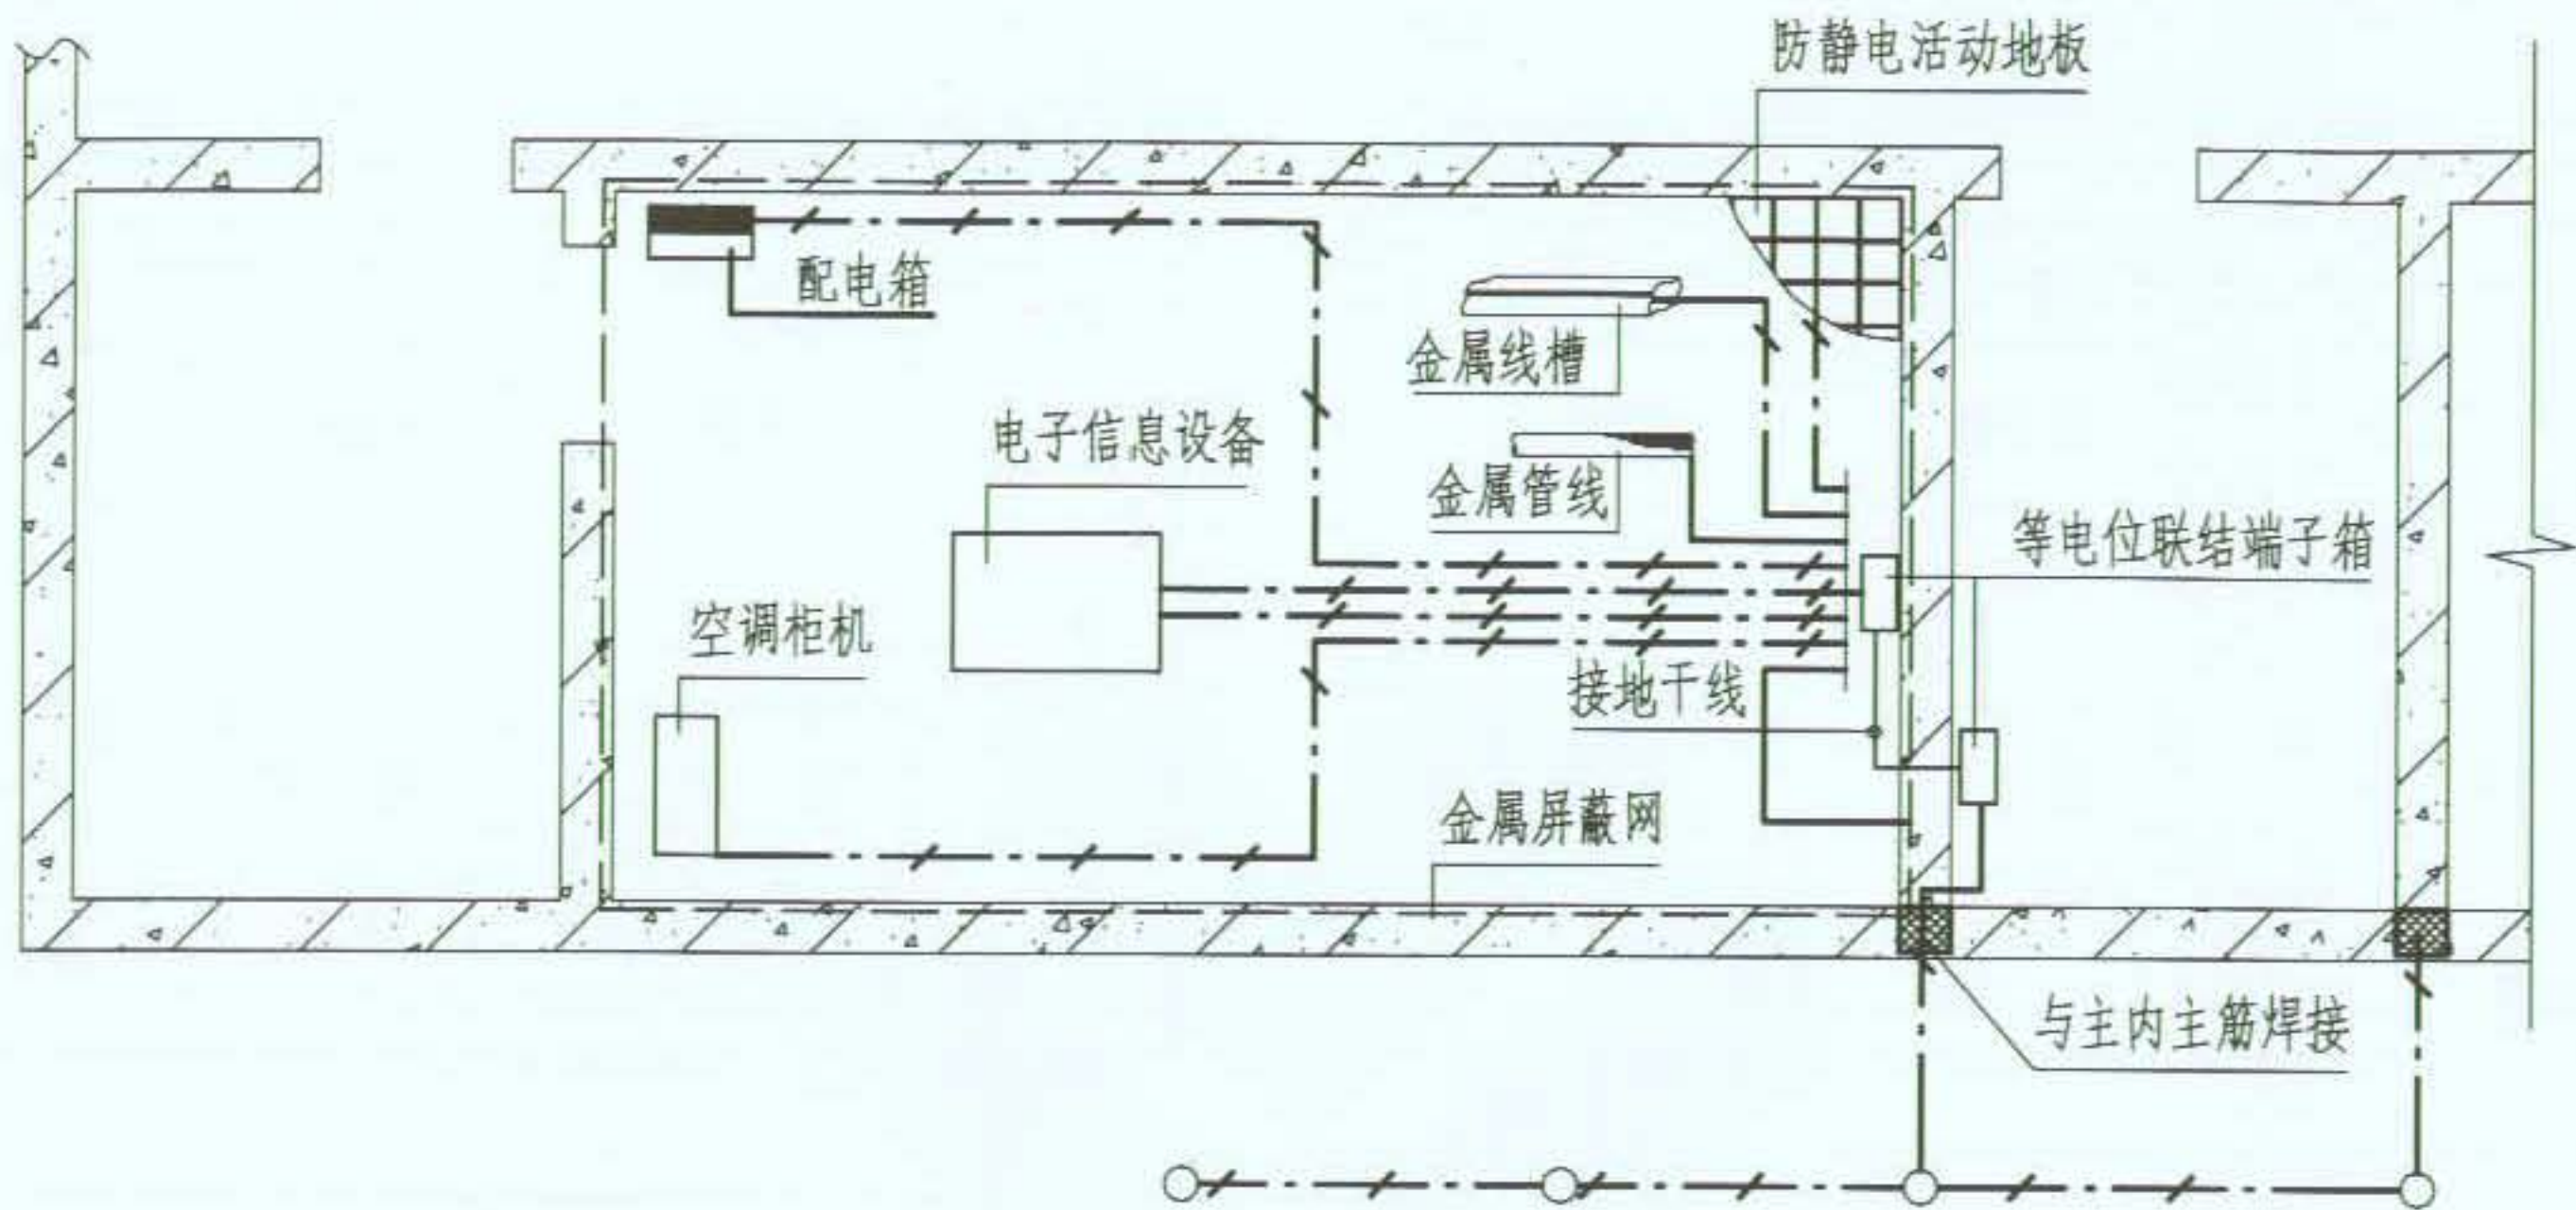 防静电活动地板
配电箱
金属线槽
电子信息设备
金属管线
等电位联结端子箱
空调柜机
接地干线
金属屏蔽网
与主内主筋焊接